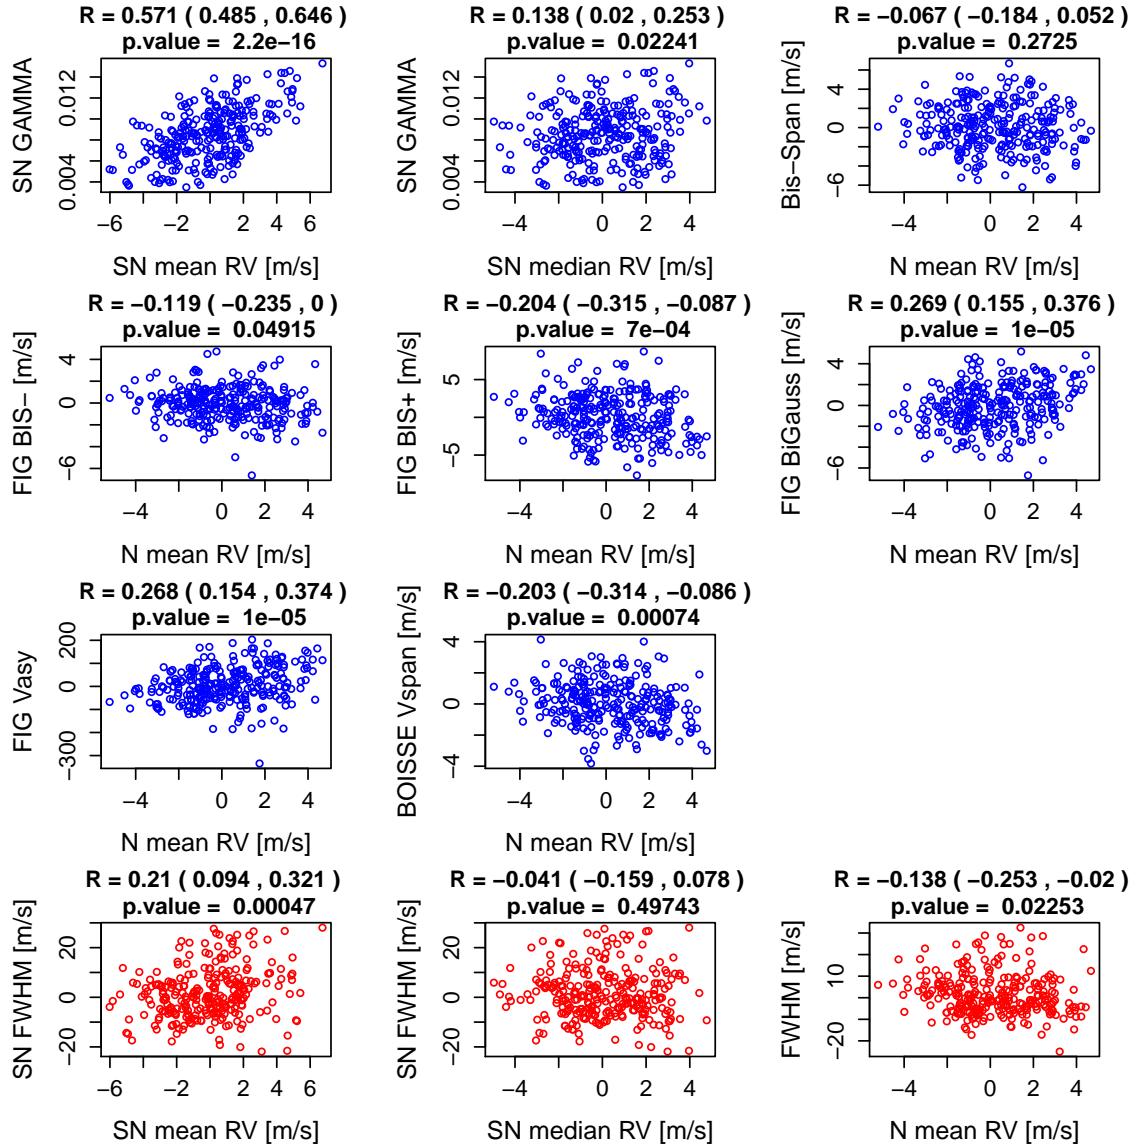 R = 0.571 ( 0.485 , 0.646 )
p.value =  2.2e−16
SN GAMMA
0.004 0.012
−6 −2 0 2 4 6
SN mean RV [m/s]
R = 0.138 ( 0.02 , 0.253 )
p.value =  0.02241
SN GAMMA
0.004 0.012
−4 0 2 4
SN median RV [m/s]
R = −0.067 ( −0.184 , 0.052 )
p.value =  0.2725
Bis−Span [m/s]
−6 0 4
−4 0 2 4
N mean RV [m/s]
R = −0.119 ( −0.235 , 0 )
p.value =  0.04915
FIG BIS− [m/s]
−6 0 4
−4 0 2 4
N mean RV [m/s]
R = −0.204 ( −0.315 , −0.087 )
p.value =  7e−04
FIG BIS+ [m/s]
−5 5
−4 0 2 4
N mean RV [m/s]
R = 0.269 ( 0.155 , 0.376 )
p.value =  1e−05
FIG BiGauss [m/s]
−6 0 4
−4 0 2 4
N mean RV [m/s]
R = 0.268 ( 0.154 , 0.374 )
p.value =  1e−05
FIG Vasy
−300 0 200
−4 0 2 4
N mean RV [m/s]
R = −0.203 ( −0.314 , −0.086 )
p.value =  0.00074
BOISSE Vspan [m/s]
−4 0 4
−4 0 2 4
N mean RV [m/s]
R = 0.21 ( 0.094 , 0.321 )
p.value =  0.00047
SN FWHM [m/s]
−20 0 20
−6 −2 0 2 4 6
SN mean RV [m/s]
R = −0.041 ( −0.159 , 0.078 )
p.value =  0.49743
SN FWHM [m/s]
−20 0 20
−4 0 2 4
SN median RV [m/s]
R = −0.138 ( −0.253 , −0.02 )
p.value =  0.02253
FWHM [m/s]
−20 10
−4 0 2 4
N mean RV [m/s]